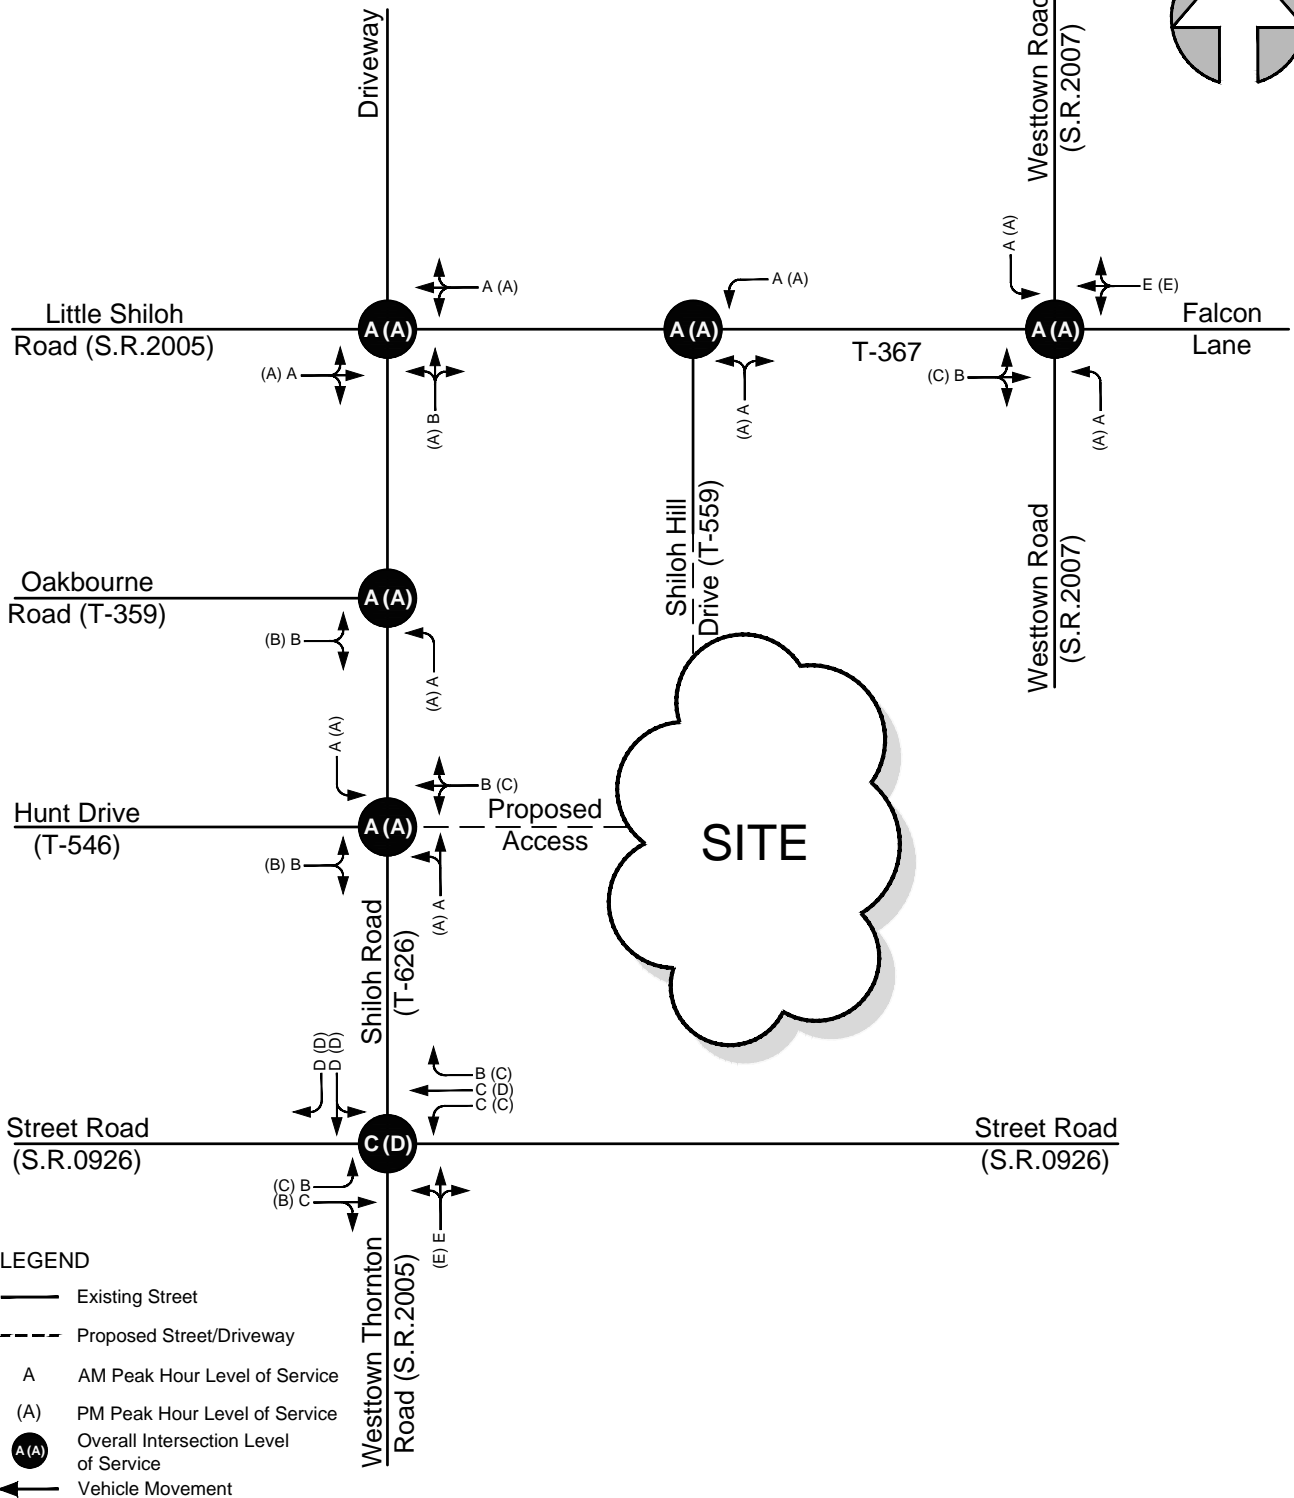 Driveway
Westtown Road
(S.R.2007)
A (A)
A (A)
A (A)
E (E)
Little Shiloh
Road (S.R.2005)
A (A)
A (A)
A (A)
Falcon
Lane
T-367
(A) A
(A) B
(A) A
(C) B
(A) A
Shiloh Hill
Drive (T-559)
Westtown Road
(S.R.2007)
Oakbourne
Road (T-359)
A (A)
(B) B
(A) A
A (A)
B (C)
Hunt Drive
(T-546)
A (A)
Proposed
Access
SITE
(B) B
(A) A
Shiloh Road
(T-626)
D (D)
D (D)
B (C)
C (D)
C (C)
Street Road
(S.R.0926)
C (D)
Street Road
(S.R.0926)
(C) B
(B) C
(E) E
Westtown Thornton
Road (S.R.2005)
LEGEND
Existing Street
Proposed Street/Driveway
A AM Peak Hour Level of Service
(A) PM Peak Hour Level of Service
A (A) Overall Intersection Level
of Service
Vehicle Movement